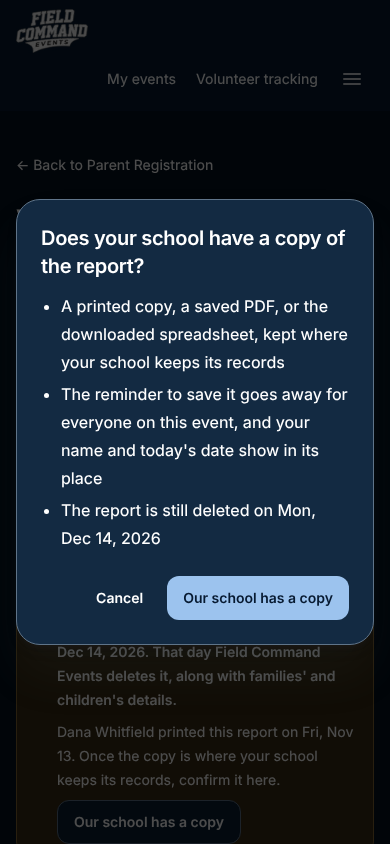 FIELD
COMMAND
EVENTS
My events Volunteer tracking
← Back to Parent Registration
Does your school have a copy of
the report?
• A printed copy, a saved PDF, or the
downloaded spreadsheet, kept where
your school keeps its records
• The reminder to save it goes away for
everyone on this event, and your
name and today's date show in its
place
• The report is still deleted on Mon,
Dec 14, 2026
Cancel Our school has a copy
Dec 14, 2026. That day Field Command
Events deletes it, along with families' and
children's details.
Dana Whitfield printed this report on Fri, Nov
13. Once the copy is where your school
keeps its records, confirm it here.
Our school has a copy